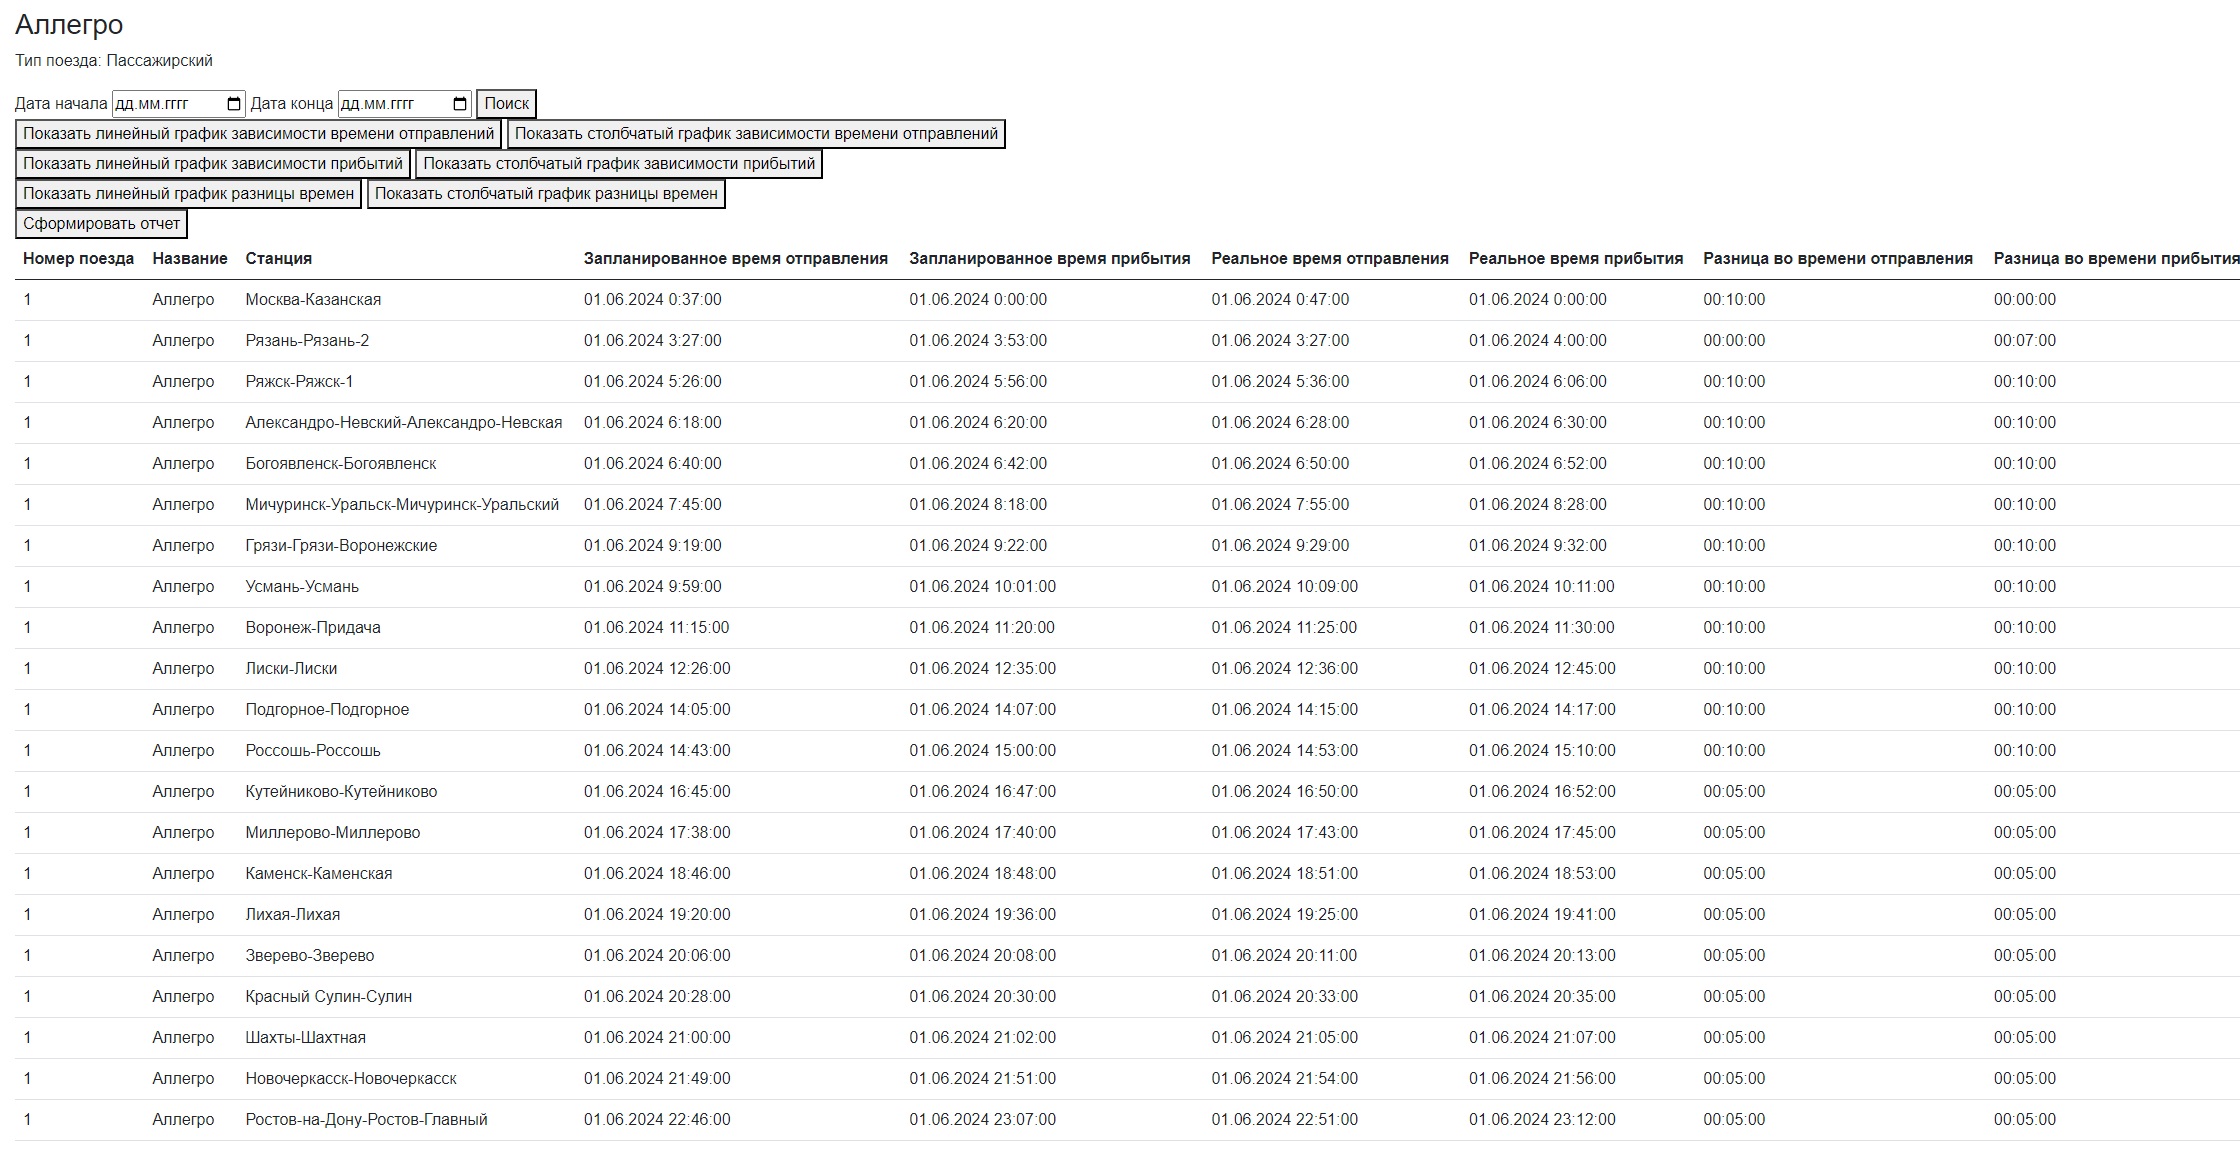 Аллегро
Тип поезда: Пассажирский
Дата начала дд.мм.гггг Дата конца дд.мм.гггг Поиск
Показать линейный график зависимости времени отправлений Показать столбчатый график зависимости времени отправлений
Показать линейный график зависимости прибытий Показать столбчатый график зависимости прибытий
Показать линейный график разницы времен Показать столбчатый график разницы времен
Сформировать отчет
Номер поезда Название Станция Запланированное время отправления Запланированное время прибытия Реальное время отправления Реальное время прибытия Разница во времени отправления Разница во времени прибытия
1 Аллегро Москва-Казанская 01.06.2024 0:37:00 01.06.2024 0:00:00 01.06.2024 0:47:00 01.06.2024 0:00:00 00:10:00 00:00:00
1 Аллегро Рязань-Рязань-2 01.06.2024 3:27:00 01.06.2024 3:53:00 01.06.2024 3:27:00 01.06.2024 4:00:00 00:00:00 00:07:00
1 Аллегро Ряжск-Ряжск-1 01.06.2024 5:26:00 01.06.2024 5:56:00 01.06.2024 5:36:00 01.06.2024 6:06:00 00:10:00 00:10:00
1 Аллегро Александро-Невский-Александро-Невская 01.06.2024 6:18:00 01.06.2024 6:20:00 01.06.2024 6:28:00 01.06.2024 6:30:00 00:10:00 00:10:00
1 Аллегро Богоявленск-Богоявленск 01.06.2024 6:40:00 01.06.2024 6:42:00 01.06.2024 6:50:00 01.06.2024 6:52:00 00:10:00 00:10:00
1 Аллегро Мичуринск-Уральск-Мичуринск-Уральский 01.06.2024 7:45:00 01.06.2024 8:18:00 01.06.2024 7:55:00 01.06.2024 8:28:00 00:10:00 00:10:00
1 Аллегро Грязи-Грязи-Воронежские 01.06.2024 9:19:00 01.06.2024 9:22:00 01.06.2024 9:29:00 01.06.2024 9:32:00 00:10:00 00:10:00
1 Аллегро Усмань-Усмань 01.06.2024 9:59:00 01.06.2024 10:01:00 01.06.2024 10:09:00 01.06.2024 10:11:00 00:10:00 00:10:00
1 Аллегро Воронеж-Придача 01.06.2024 11:15:00 01.06.2024 11:20:00 01.06.2024 11:25:00 01.06.2024 11:30:00 00:10:00 00:10:00
1 Аллегро Лиски-Лиски 01.06.2024 12:26:00 01.06.2024 12:35:00 01.06.2024 12:36:00 01.06.2024 12:45:00 00:10:00 00:10:00
1 Аллегро Подгорное-Подгорное 01.06.2024 14:05:00 01.06.2024 14:07:00 01.06.2024 14:15:00 01.06.2024 14:17:00 00:10:00 00:10:00
1 Аллегро Россошь-Россошь 01.06.2024 14:43:00 01.06.2024 15:00:00 01.06.2024 14:53:00 01.06.2024 15:10:00 00:10:00 00:10:00
1 Аллегро Кутейниково-Кутейниково 01.06.2024 16:45:00 01.06.2024 16:47:00 01.06.2024 16:50:00 01.06.2024 16:52:00 00:05:00 00:05:00
1 Аллегро Миллерово-Миллерово 01.06.2024 17:38:00 01.06.2024 17:40:00 01.06.2024 17:43:00 01.06.2024 17:45:00 00:05:00 00:05:00
1 Аллегро Каменск-Каменская 01.06.2024 18:46:00 01.06.2024 18:48:00 01.06.2024 18:51:00 01.06.2024 18:53:00 00:05:00 00:05:00
1 Аллегро Лихая-Лихая 01.06.2024 19:20:00 01.06.2024 19:36:00 01.06.2024 19:25:00 01.06.2024 19:41:00 00:05:00 00:05:00
1 Аллегро Зверево-Зверево 01.06.2024 20:06:00 01.06.2024 20:08:00 01.06.2024 20:11:00 01.06.2024 20:13:00 00:05:00 00:05:00
1 Аллегро Красный Сулин-Сулин 01.06.2024 20:28:00 01.06.2024 20:30:00 01.06.2024 20:33:00 01.06.2024 20:35:00 00:05:00 00:05:00
1 Аллегро Шахты-Шахтная 01.06.2024 21:00:00 01.06.2024 21:02:00 01.06.2024 21:05:00 01.06.2024 21:07:00 00:05:00 00:05:00
1 Аллегро Новочеркасск-Новочеркасск 01.06.2024 21:49:00 01.06.2024 21:51:00 01.06.2024 21:54:00 01.06.2024 21:56:00 00:05:00 00:05:00
1 Аллегро Ростов-на-Дону-Ростов-Главный 01.06.2024 22:46:00 01.06.2024 23:07:00 01.06.2024 22:51:00 01.06.2024 23:12:00 00:05:00 00:05:00